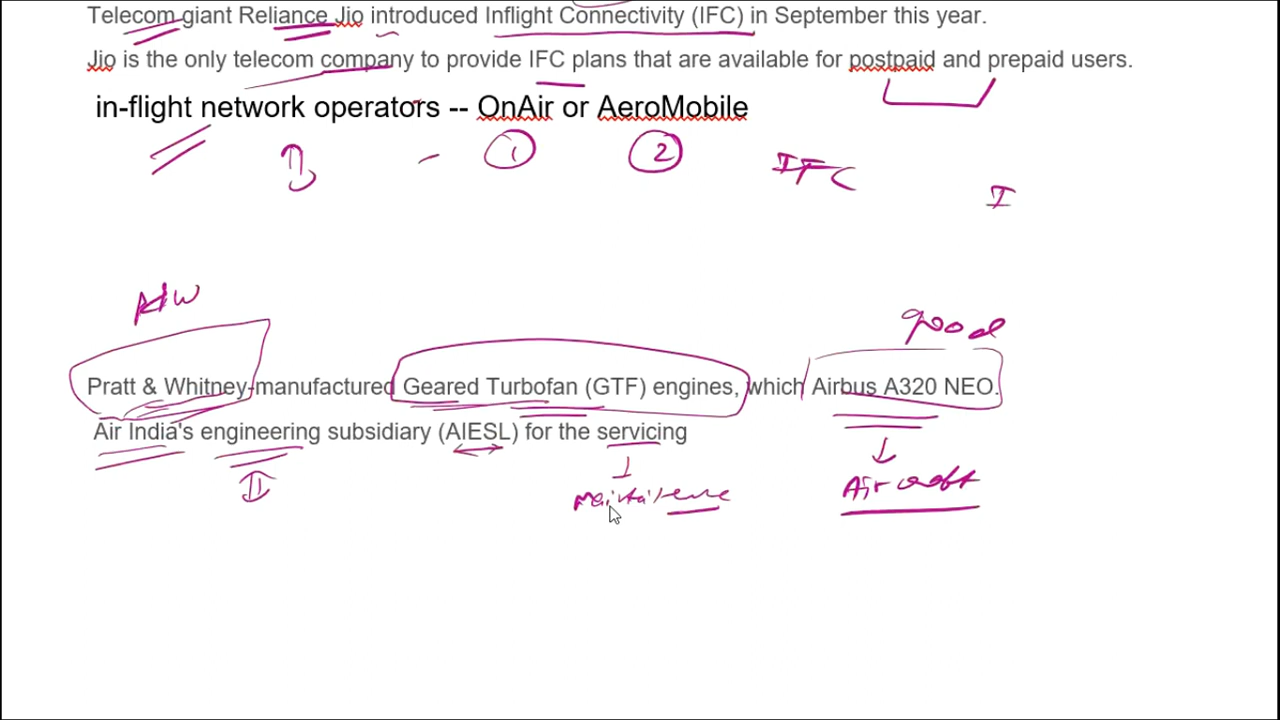 Telecom giant Reliance Jio introduced Inflight Connectivity (IFC) in September this year.
Jio is the only telecom company to provide IFC plans that are available for postpaid and prepaid users.
in-flight network operators -- OnAir or AeroMobile
1 2 IFC
I
good
Pratt & Whitney-manufactured Geared Turbofan (GTF) engines, which Airbus A320 NEO.
Air India's engineering subsidiary (AIESL) for the servicing
Aircraft